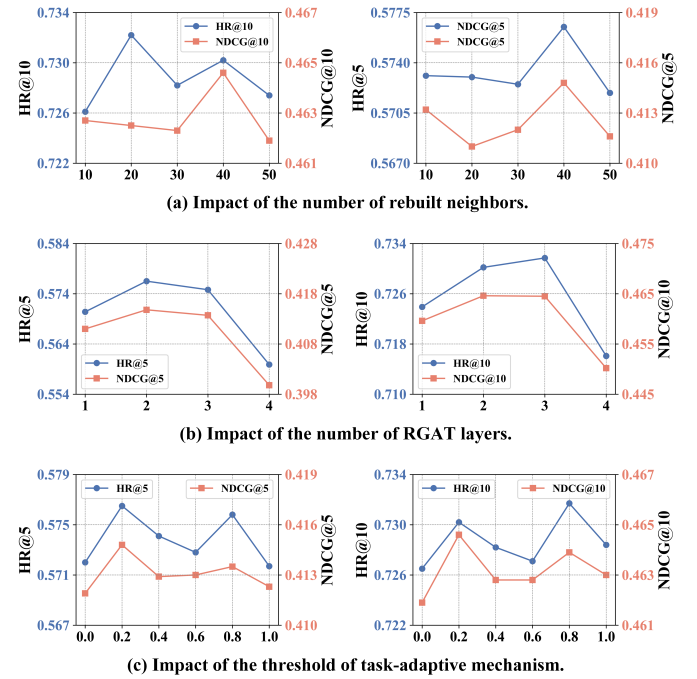 0.734
0.730
0.726
0.722
HR@10
HR@10
NDCG@10
0.467
0.465
0.463
0.461
NDCG@10
10 20 30 40 50
0.5775
0.5740
0.5705
0.5670
HR@5
NDCG@5
NDCG@5
0.419
0.416
0.413
0.410
NDCG@5
10 20 30 40 50
(a) Impact of the number of rebuilt neighbors.
0.584
0.574
0.564
0.554
HR@5
HR@5
NDCG@5
0.428
0.418
0.408
0.398
NDCG@5
1 2 3 4
0.734
0.726
0.718
0.710
HR@10
HR@10
NDCG@10
0.475
0.465
0.455
0.445
NDCG@10
1 2 3 4
(b) Impact of the number of RGAT layers.
0.579
0.575
0.571
0.567
HR@5
HR@5
NDCG@5
0.419
0.416
0.413
0.410
NDCG@5
0.0 0.2 0.4 0.6 0.8 1.0
0.734
0.730
0.726
0.722
HR@10
HR@10
NDCG@10
0.467
0.465
0.463
0.461
NDCG@10
0.0 0.2 0.4 0.6 0.8 1.0
(c) Impact of the threshold of task-adaptive mechanism.